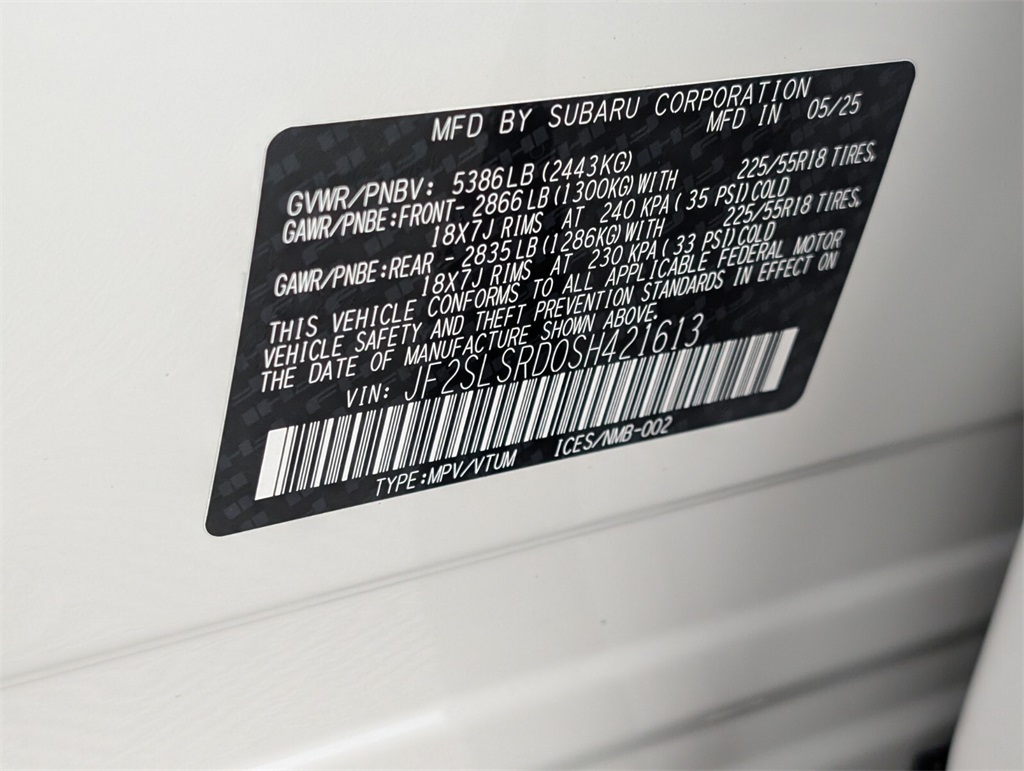 MFD BY SUBARU CORPORATION
MFD IN 05/25
GVWR/PNBV: 5386LB (2443KG)
GAWR/PNBE:FRONT- 2866LB (1300KG) WITH 225/55R18 TIRES,
18X7J RIMS AT 240 KPA ( 35 PSI) COLD
GAWR/PNBE:REAR - 2835LB (1286KG) WITH 225/55R18 TIRES,
18X7J RIMS AT 230 KPA ( 33 PSI) COLD
THIS VEHICLE CONFORMS TO ALL APPLICABLE FEDERAL MOTOR
VEHICLE SAFETY AND THEFT PREVENTION STANDARDS IN EFFECT ON
THE DATE OF MANUFACTURE SHOWN ABOVE.
VIN: JF2SLSRD0SH421613
TYPE:MPV/VTUM ICES/NMB-002